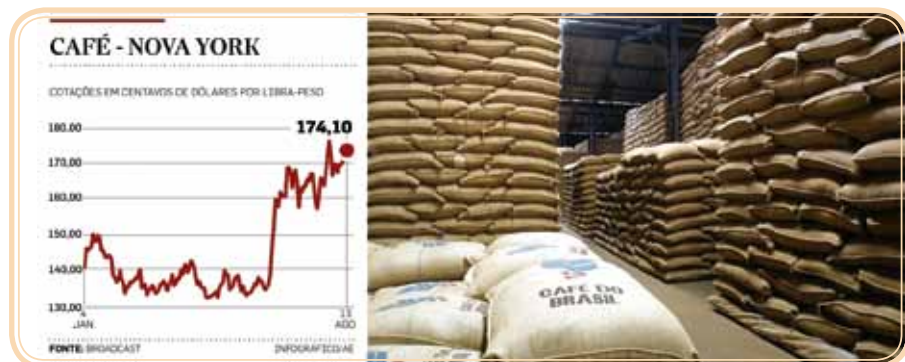 CAFÉ - NOVA YORK
COTAÇÕES EM CENTAVOS DE DÓLARES POR LIBRA-PESO
180,00
174,10
170,00
160,00
150,00
140,00
130,00
4
JAN
13
AGO
FONTE: BROADCAST
INFOGRÁFICO/AE
CAFÉ DO
BRASIL